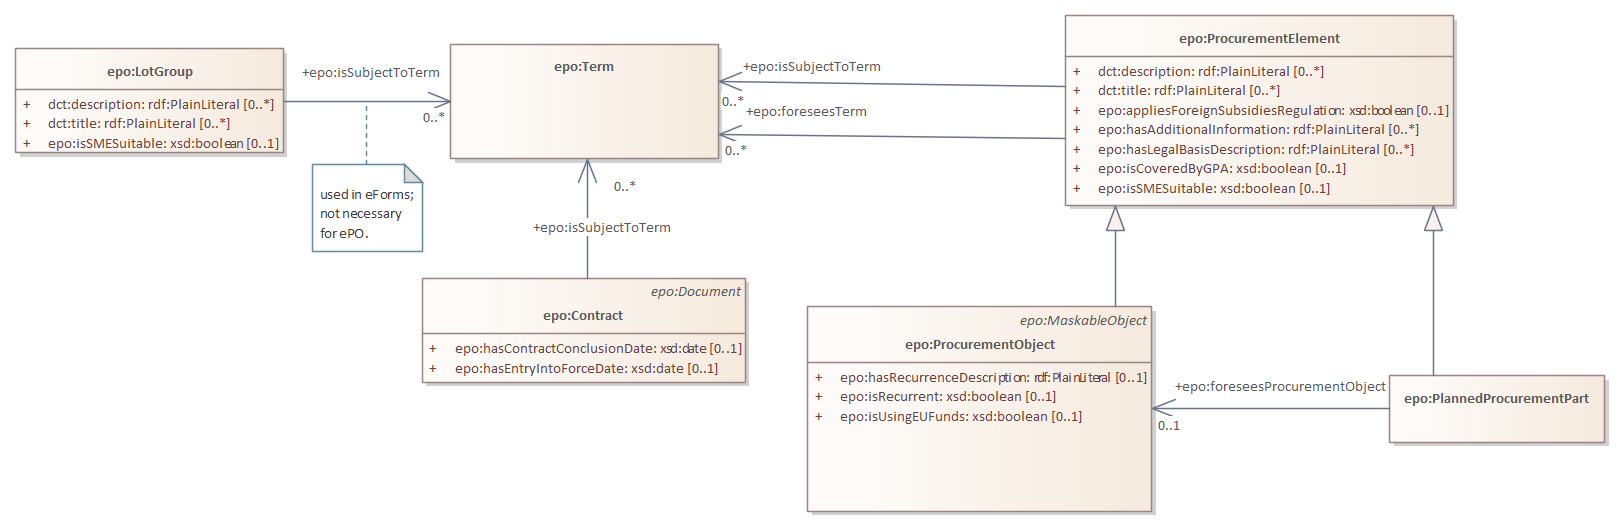 epo:LotGroup
+ dct:description: rdf:PlainLiteral [0..*]
+ dct:title: rdf:PlainLiteral [0..*]
+ epo:isSMESuitable: xsd:boolean [0..1]
+epo:isSubjectToTerm
0..*
used in eForms;
not necessary
for ePO.
epo:Term
+epo:isSubjectToTerm
0..*
+epo:foreseesTerm
0..*
0..*
+epo:isSubjectToTerm
epo:Document
epo:Contract
+ epo:hasContractConclusionDate: xsd:date [0..1]
+ epo:hasEntryIntoForceDate: xsd:date [0..1]
epo:ProcurementElement
+ dct:description: rdf:PlainLiteral [0..*]
+ dct:title: rdf:PlainLiteral [0..*]
+ epo:appliesForeignSubsidiesRegulation: xsd:boolean [0..1]
+ epo:hasAdditionalInformation: rdf:PlainLiteral [0..*]
+ epo:hasLegalBasisDescription: rdf:PlainLiteral [0..*]
+ epo:isCoveredByGPA: xsd:boolean [0..1]
+ epo:isSMESuitable: xsd:boolean [0..1]
epo:MaskableObject
epo:ProcurementObject
+ epo:hasRecurrenceDescription: rdf:PlainLiteral [0..1]
+ epo:isRecurrent: xsd:boolean [0..1]
+ epo:isUsingEUFunds: xsd:boolean [0..1]
+epo:foreseesProcurementObject
0..1
epo:PlannedProcurementPart